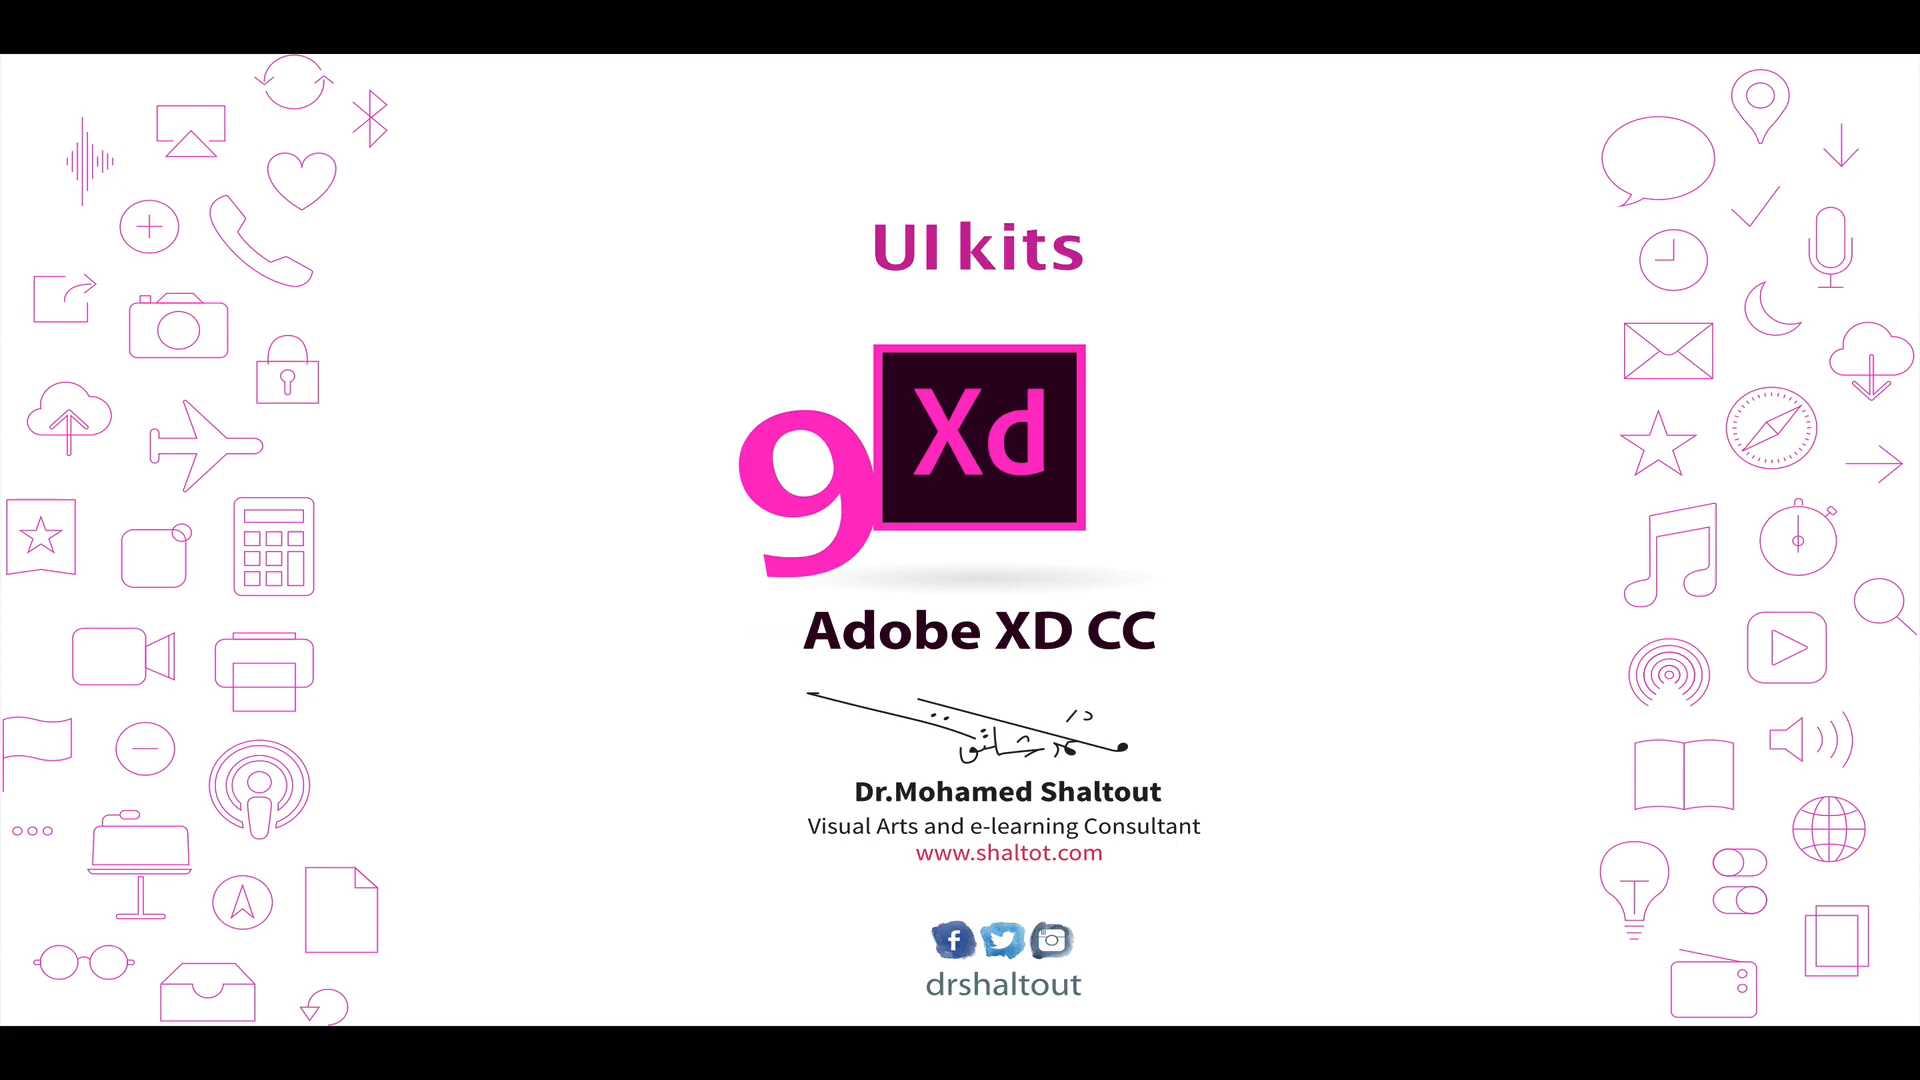 UI kits
9
Xd
Adobe XD CC
Dr.Mohamed Shaltout
Visual Arts and e-learning Consultant
www.shaltot.com
drshaltout